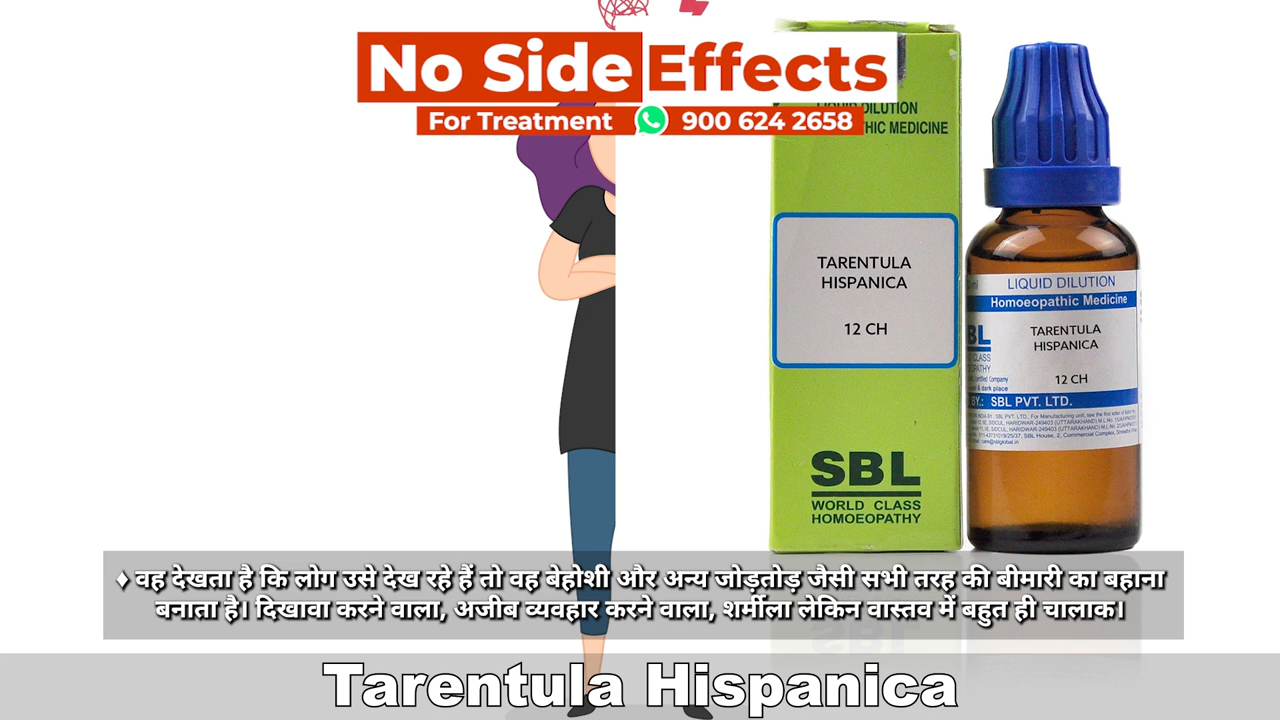 No Side Effects
For Treatment 900 624 2658
LIQUID DILUTION
HIC MEDICINE
TARENTULA
HISPANICA
12 CH
SBL
WORLD CLASS
HOMOEOPATHY
LIQUID DILUTION
Homoeopathic Medicine
TARENTULA
HISPANICA
12 CH
BY.: SBL PVT. LTD.
♦ वह देखता है कि लोग उसे देख रहे हैं तो वह बेहोशी और अन्य जोड़तोड़ जैसी सभी तरह की बीमारी का बहाना
बनाता है। दिखावा करने वाला, अजीब व्यवहार करने वाला, शर्मीला लेकिन वास्तव में बहुत ही चालाक।
Tarentula Hispanica